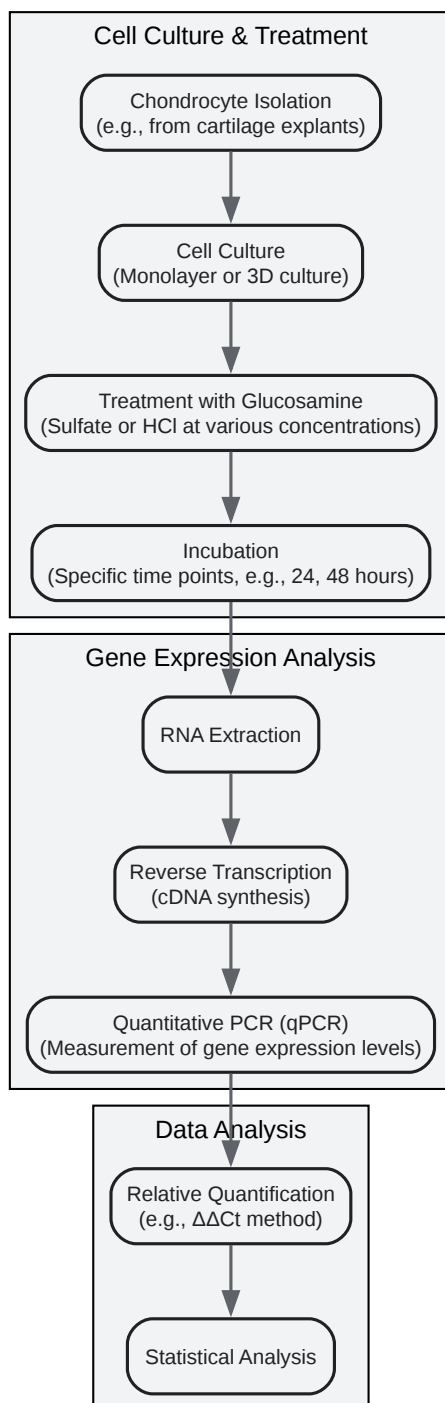 Cell Culture & Treatment
Chondrocyte Isolation
(e.g., from cartilage explants)
Cell Culture
(Monolayer or 3D culture)
Treatment with Glucosamine
(Sulfate or HCl at various concentrations)
Incubation
(Specific time points, e.g., 24, 48 hours)
Gene Expression Analysis
RNA Extraction
Reverse Transcription
(cDNA synthesis)
Quantitative PCR (qPCR)
(Measurement of gene expression levels)
Data Analysis
Relative Quantification
(e.g., ΔΔCt method)
Statistical Analysis